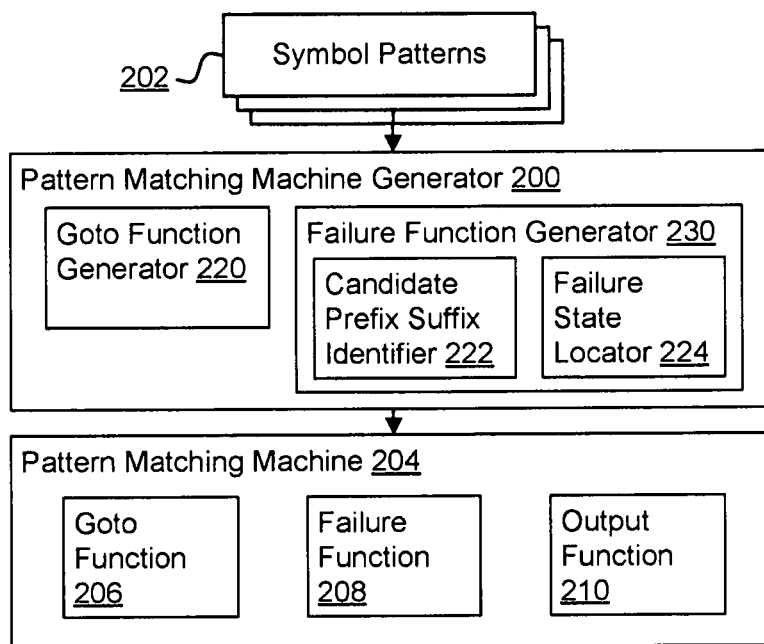 Symbol Patterns
202
Pattern Matching Machine Generator 200
Goto Function
Generator 220
Failure Function Generator 230
Candidate
Prefix Suffix
Identifier 222
Failure
State
Locator 224
Pattern Matching Machine 204
Goto
Function
206
Failure
Function
208
Output
Function
210